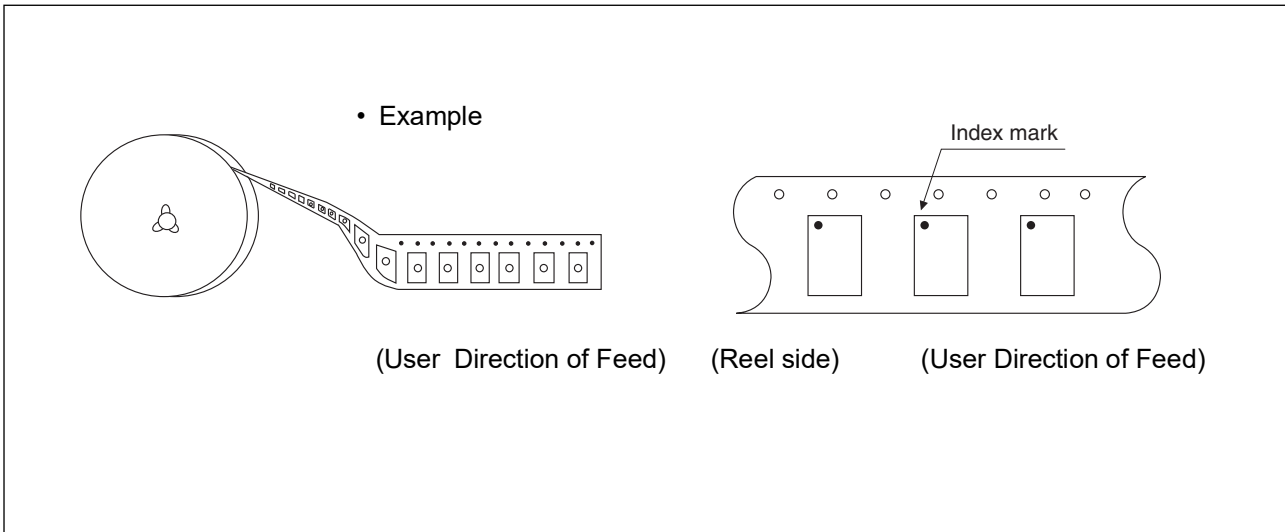 • Example
Index mark
(User Direction of Feed)
(Reel side)
(User Direction of Feed)